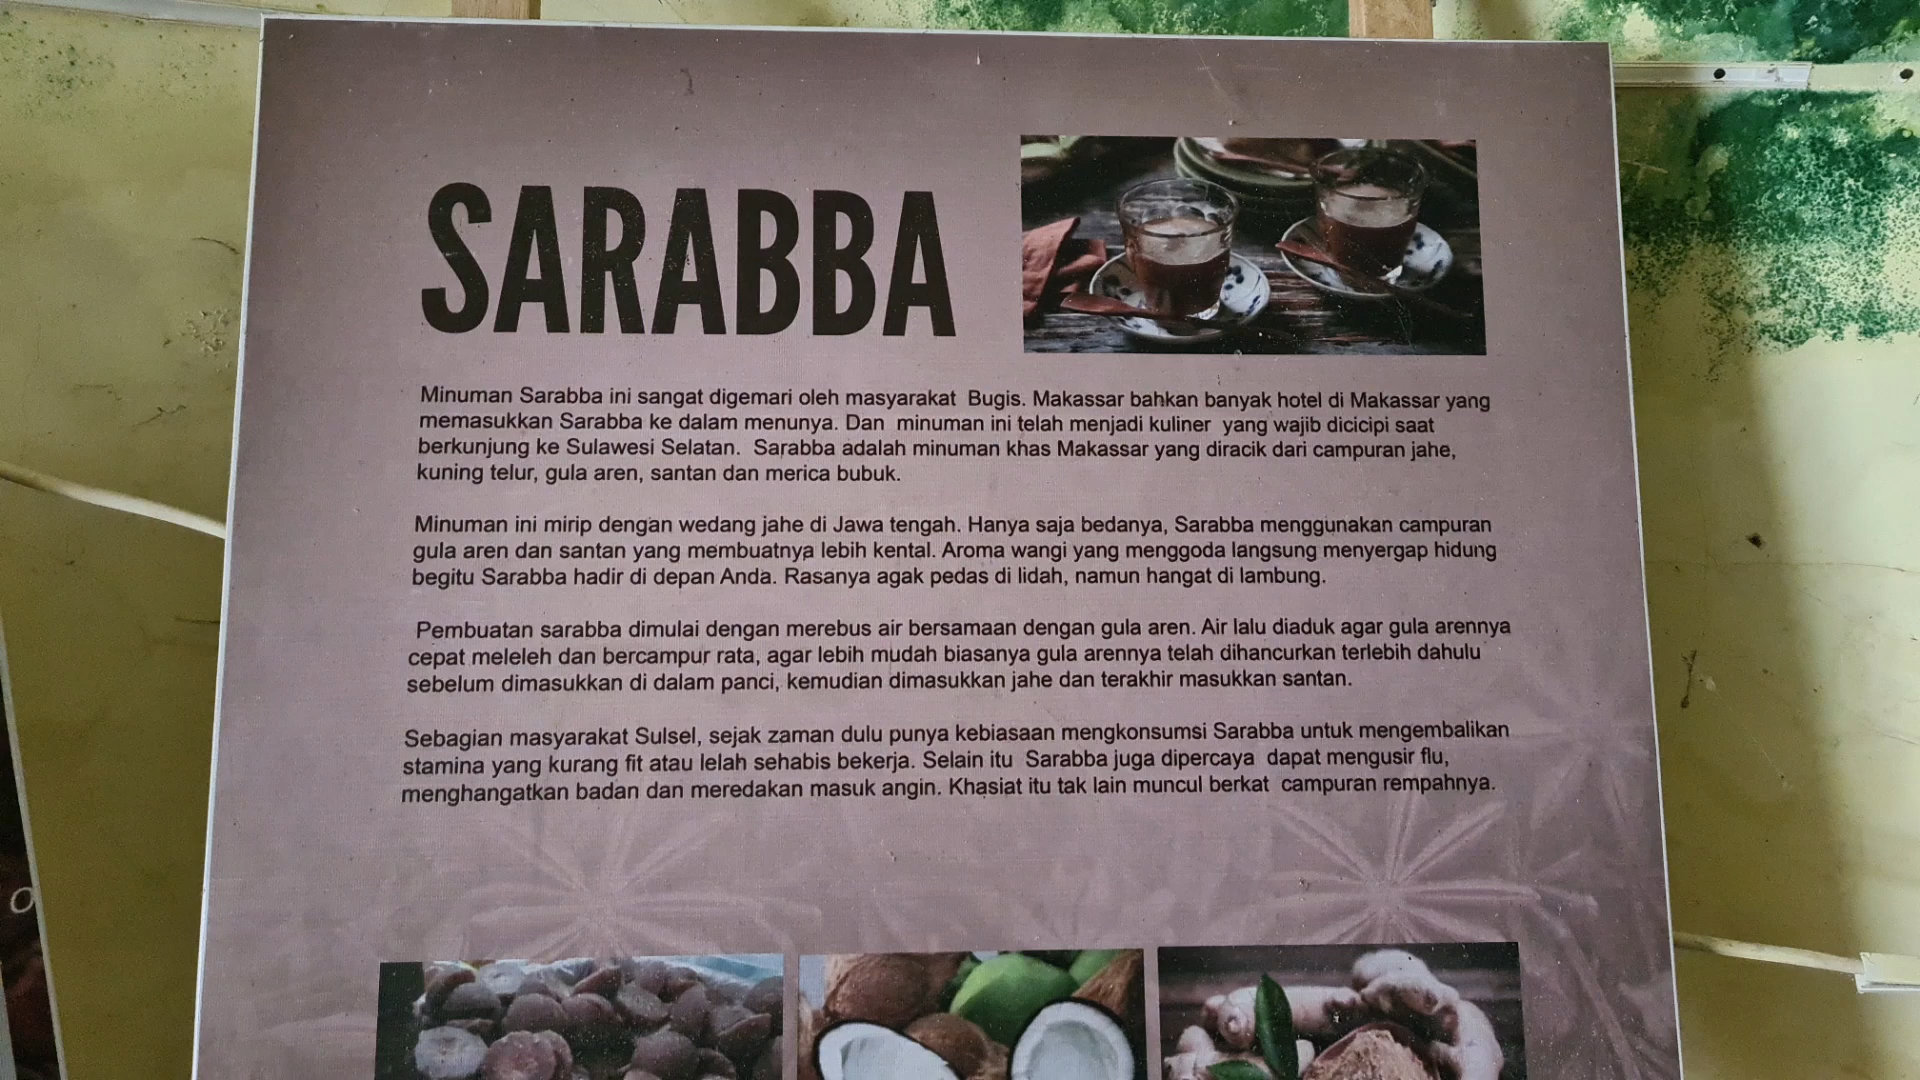 SARABBA
Minuman Sarabba ini sangat digemari oleh masyarakat Bugis. Makassar bahkan banyak hotel di Makassar yang
memasukkan Sarabba ke dalam menunya. Dan minuman ini telah menjadi kuliner yang wajib dicicipi saat
berkunjung ke Sulawesi Selatan. Sarabba adalah minuman khas Makassar yang diracik dari campuran jahe,
kuning telur, gula aren, santan dan merica bubuk.
Minuman ini mirip dengan wedang jahe di Jawa tengah. Hanya saja bedanya, Sarabba menggunakan campuran
gula aren dan santan yang membuatnya lebih kental. Aroma wangi yang menggoda langsung menyergap hidung
begitu Sarabba hadir di depan Anda. Rasanya agak pedas di lidah, namun hangat di lambung.
Pembuatan sarabba dimulai dengan merebus air bersamaan dengan gula aren. Air lalu diaduk agar gula arennya
cepat meleleh dan bercampur rata, agar lebih mudah biasanya gula arennya telah dihancurkan terlebih dahulu
sebelum dimasukkan di dalam panci, kemudian dimasukkan jahe dan terakhir masukkan santan.
Sebagian masyarakat Sulsel, sejak zaman dulu punya kebiasaan mengkonsumsi Sarabba untuk mengembalikan
stamina yang kurang fit atau lelah sehabis bekerja. Selain itu Sarabba juga dipercaya dapat mengusir flu,
menghangatkan badan dan meredakan masuk angin. Khasiat itu tak lain muncul berkat campuran rempahnya.